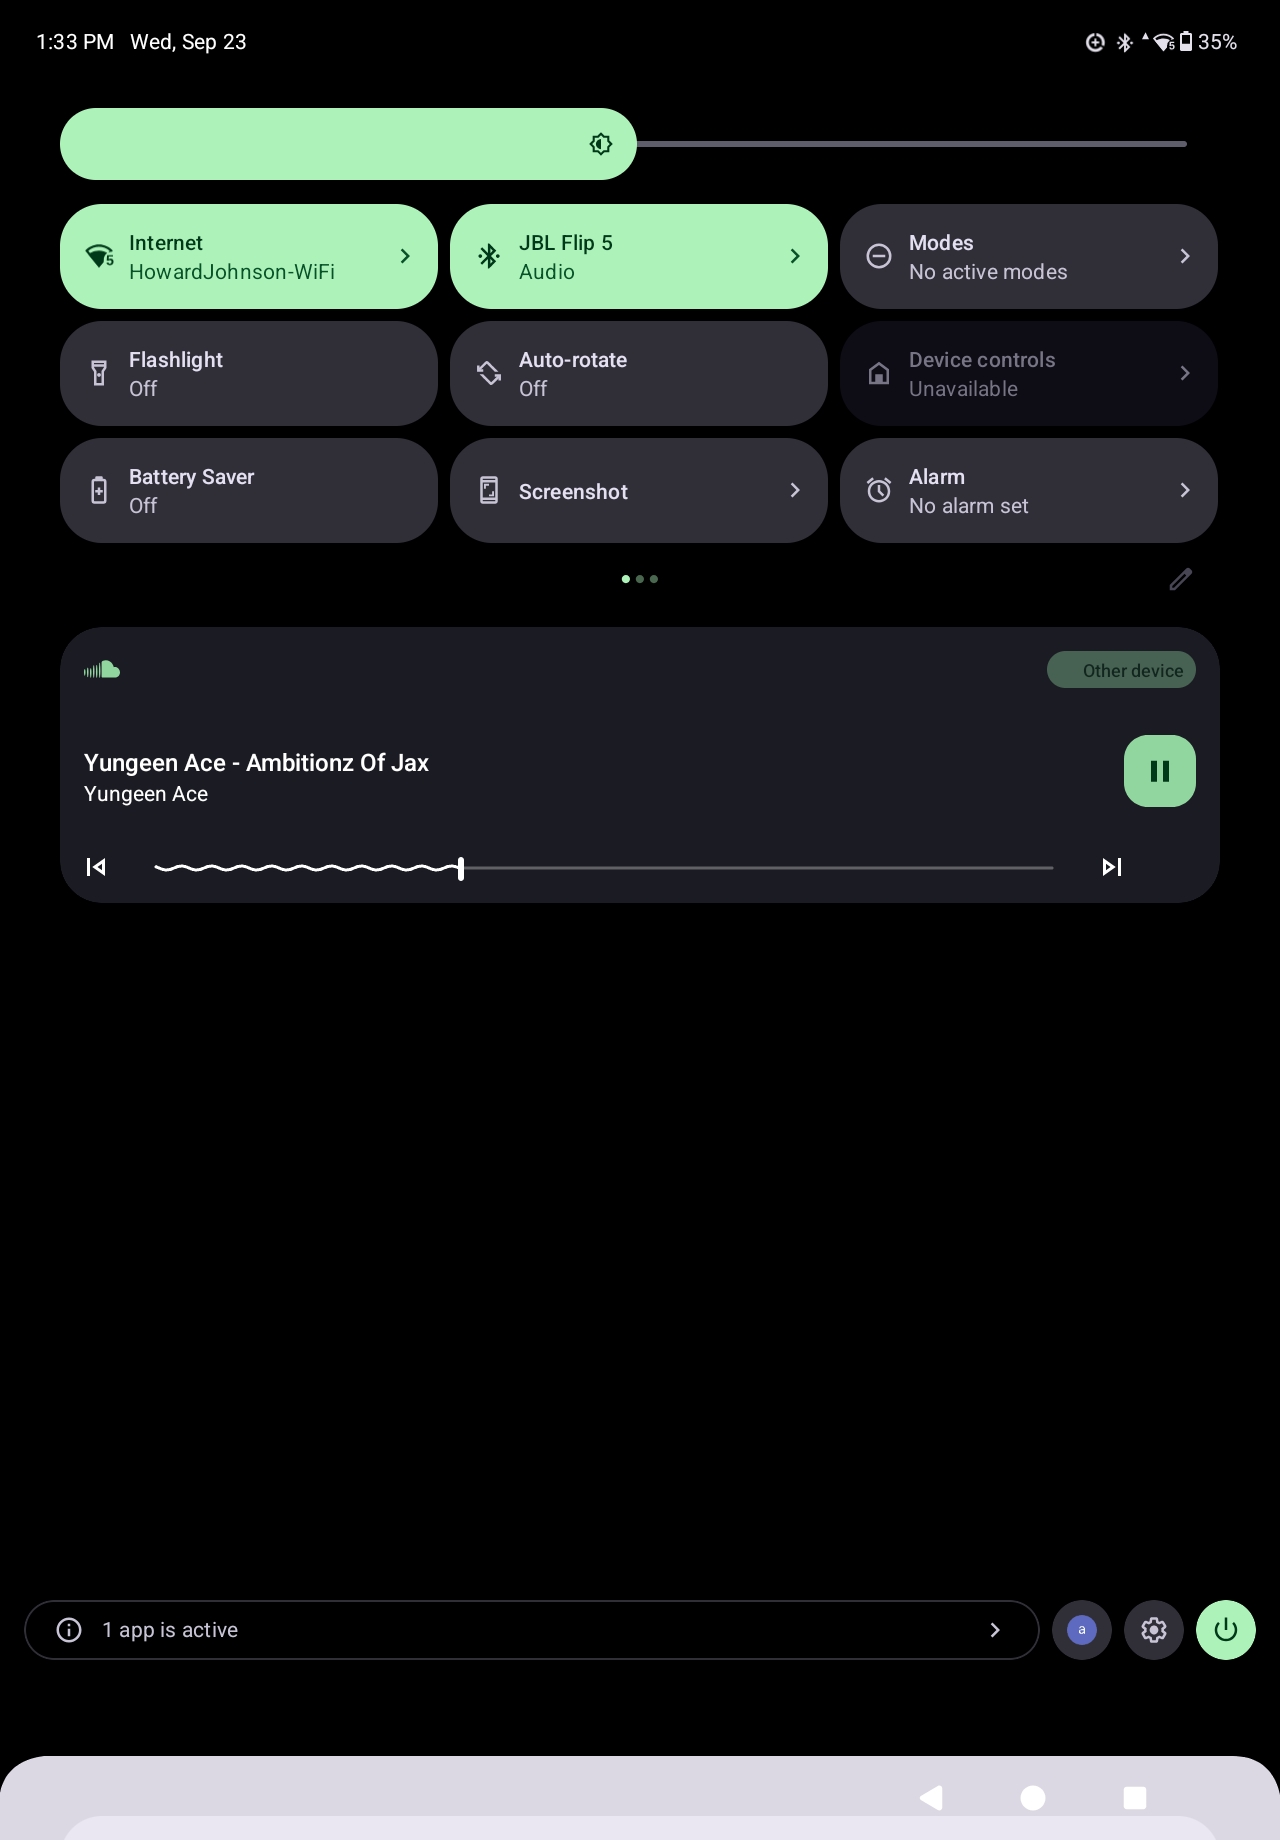 1:33 PM Wed, Sep 23
35%
Internet
HowardJohnson-WiFi
JBL Flip 5
Audio
Modes
No active modes
Flashlight
Off
Auto-rotate
Off
Device controls
Unavailable
Battery Saver
Off
Screenshot
Alarm
No alarm set
Other device
Yungeen Ace - Ambitionz Of Jax
Yungeen Ace
1 app is active
a